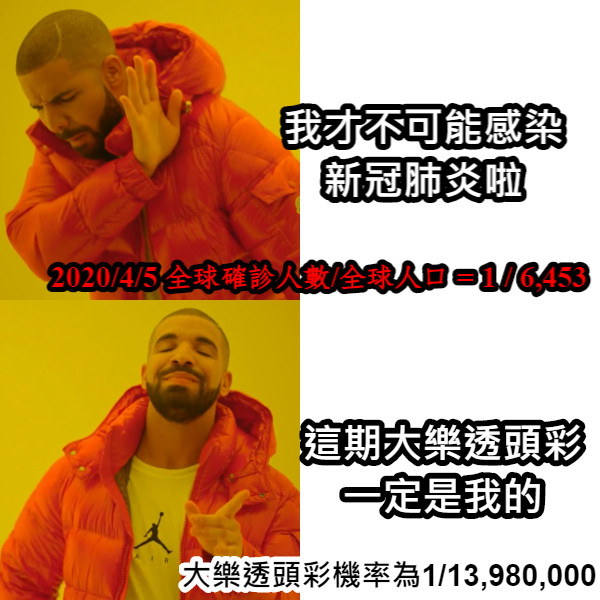 我才不可能感染
新冠肺炎啦
2020/4/5 全球確診人數/全球人口 = 1 / 6,453
這期大樂透頭彩
一定是我的
AIR
大樂透頭彩機率為1/13,980,000